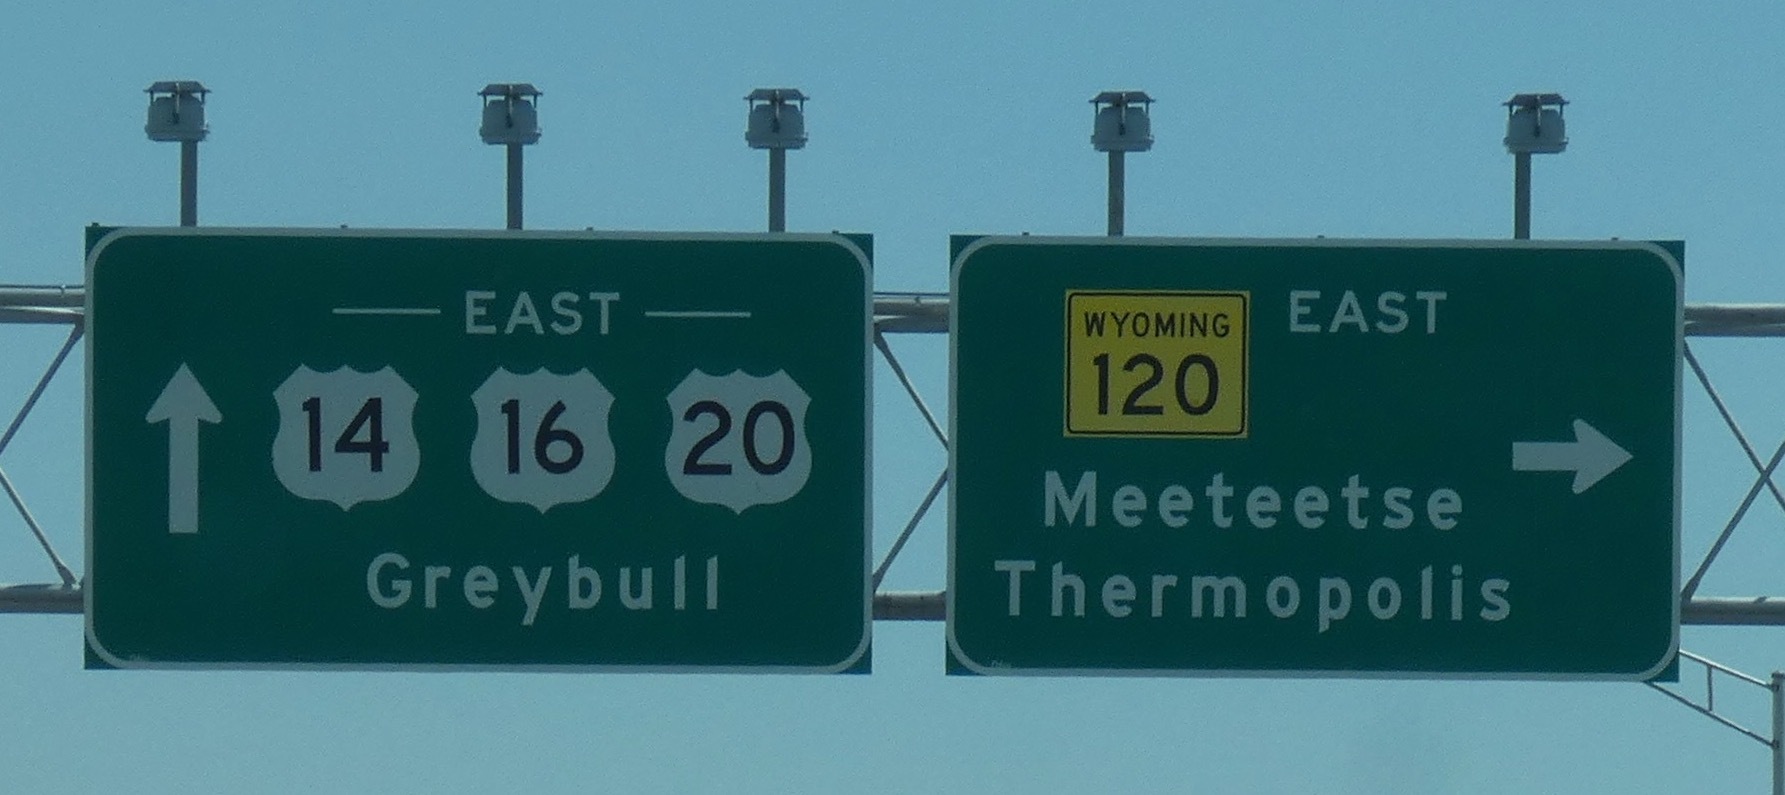 EAST
14 16 20
Greybull
WYOMING
120
EAST
Meeteetse
Thermopolis